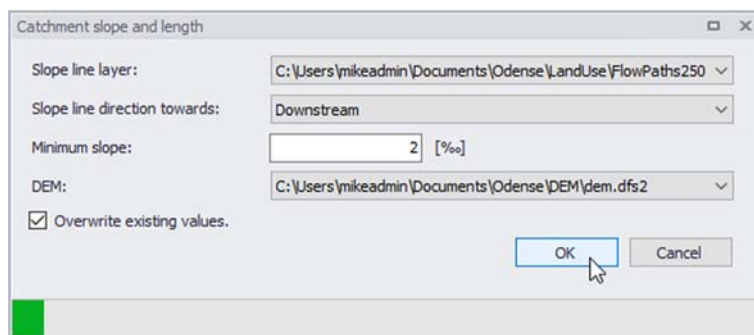 Catchment slope and length
Slope line layer: C:\Users\mikeadmin\Documents\Odense\LandUse\FlowPaths250
Slope line direction towards: Downstream
Minimum slope: 2 [‰]
DEM: C:\Users\mikeadmin\Documents\Odense\DEM\dem.dfs2
Overwrite existing values.
OK Cancel